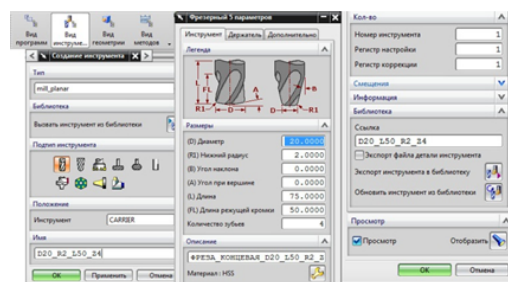 Вид программ
Вид инструме...
Вид геометрии
Вид методов
Создание инструмента
Тип
mill_planar
Библиотека
Вызвать инструмент из библиотеки
Подтип инструмента
Положение
Инструмент CARRIER
Имя
D20_R2_L50_Z4
OK Применить Отмена
Фрезерный 5 параметров
Инструмент Держатель Дополнительно
Легенда
L
FL
A
B
R1 D D R1
Размеры
(D) Диаметр 20.0000
(R1) Нижний радиус 2.0000
(B) Угол наклона 0.0000
(A) Угол при вершине 0.0000
(L) Длина 75.0000
(FL) Длина режущей кромки 50.0000
Количество зубьев 4
Описание
ФРЕЗА_КОНЦЕВАЯ_D20_L50_R2_Z
Материал: HSS
Кол-во
Номер инструмента 1
Регистр настройки 1
Регистр коррекции 1
Смещения
Информация
Библиотека
Ссылка
D20_L50_R2_Z4
Экспорт файла детали инструмента
Экспорт инструмента в библиотеку
Обновить инструмент из библиотеки
Просмотр
Просмотр Отобразить
OK Отмена